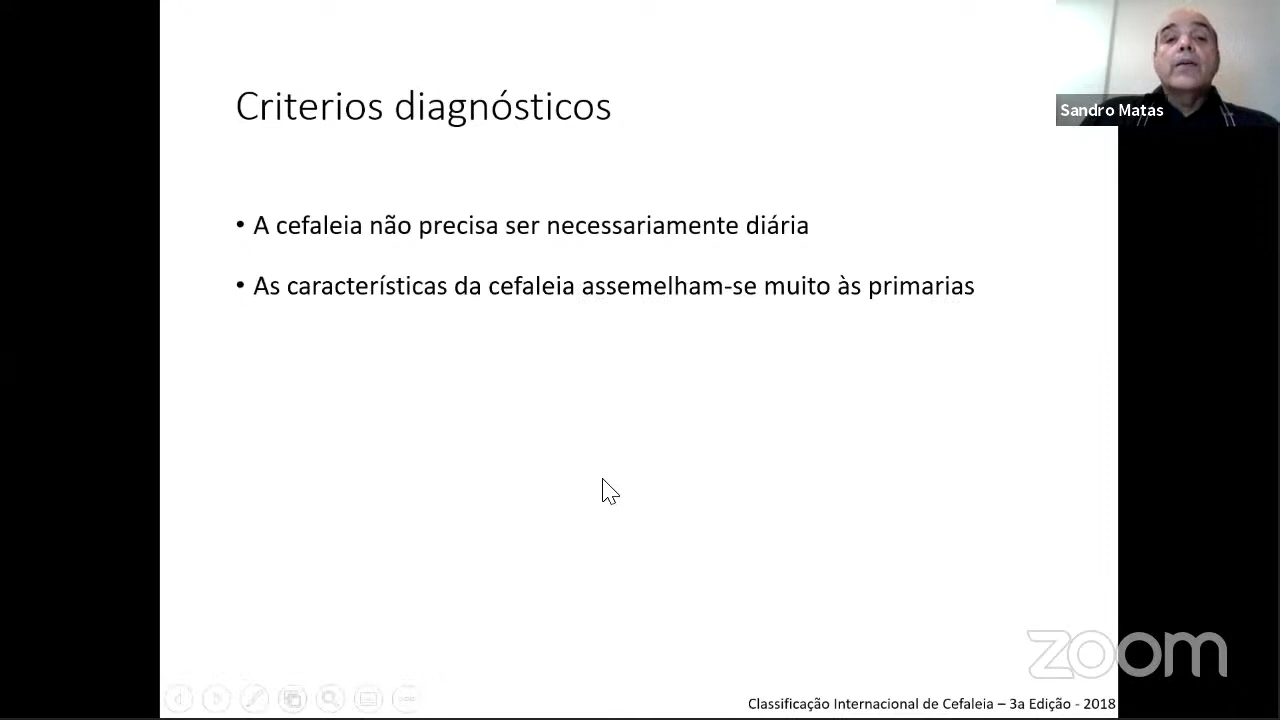 Criterios diagnósticos
Sandro Matas
• A cefaleia não precisa ser necessariamente diária
• As características da cefaleia assemelham-se muito às primarias
zoom
Classificação Internacional de Cefaleia – 3a Edição - 2018